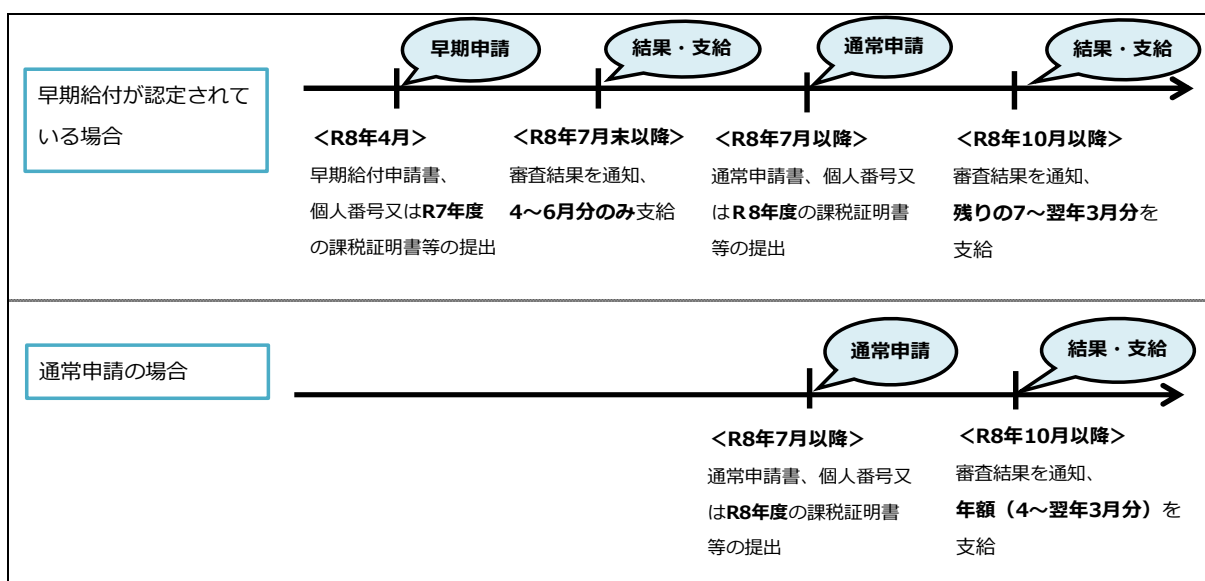 早期申請
結果・支給
通常申請
結果・支給
早期給付が認定されて
いる場合
＜R8年4月＞
早期給付申請書、
個人番号又はR7年度
の課税証明書等の提出
＜R8年7月末以降＞
審査結果を通知、
4～6月分のみ支給
＜R8年7月以降＞
通常申請書、個人番号又
はR８年度の課税証明書
等の提出
＜R8年10月以降＞
審査結果を通知、
残りの7～翌年3月分を
支給
通常申請
結果・支給
通常申請の場合
＜R8年7月以降＞
通常申請書、個人番号又
はR8年度の課税証明書
等の提出
＜R8年10月以降＞
審査結果を通知、
年額（4～翌年3月分）を
支給